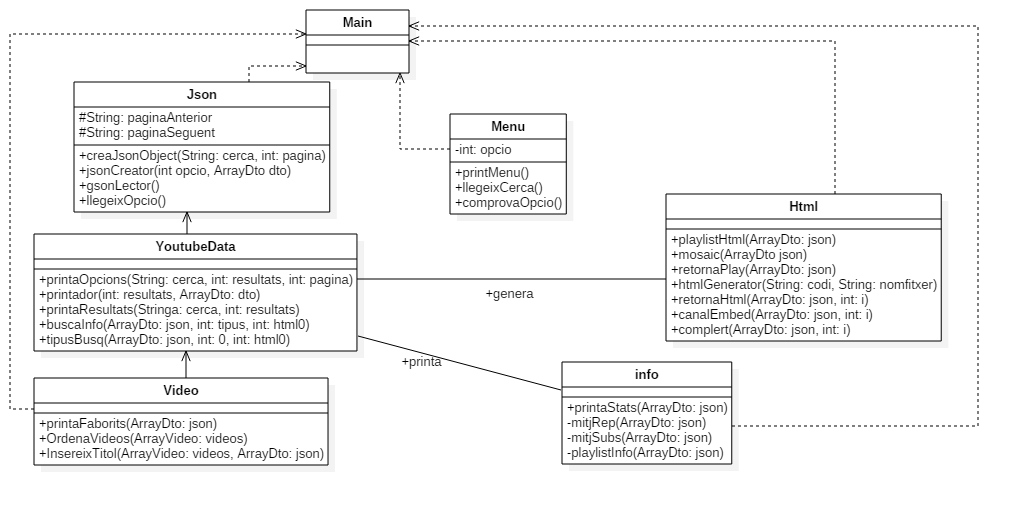 Main
Json
#String: paginaAnterior
#String: paginaSeguent
+creaJsonObject(String: cerca, int: pagina)
+jsonCreator(int opcio, ArrayDto dto)
+gsonLector()
+llegeixOpcio()
Menu
-int: opcio
+printMenu()
+llegeixCerca()
+comprovaOpcio()
YoutubeData
+printaOpcions(String: cerca, int: resultats, int: pagina)
+printador(int: resultats, ArrayDto: dto)
+printaResultats(Stringa: cerca, int: resultats)
+buscaInfo(ArrayDto: json, int: tipus, int: html0)
+tipusBusq(ArrayDto: json, int: 0, int: html0)
Html
+playlistHtml(ArrayDto: json)
+mosaic(ArrayDto json)
+retornaPlay(ArrayDto: json)
+htmlGenerator(String: codi, String: nomfitxer)
+retornaHtml(ArrayDto: json, int: i)
+canalEmbed(ArrayDto: json, int: i)
+complert(ArrayDto: json, int: i)
+genera
+printa
Video
+printaFaborits(ArrayDto: json)
+OrdenaVideos(ArrayVideo: videos)
+InsereixTitol(ArrayVideo: videos, ArrayDto: json)
info
+printaStats(ArrayDto: json)
-mitjRep(ArrayDto: json)
-mitjSubs(ArrayDto: json)
-playlistInfo(ArrayDto: json)